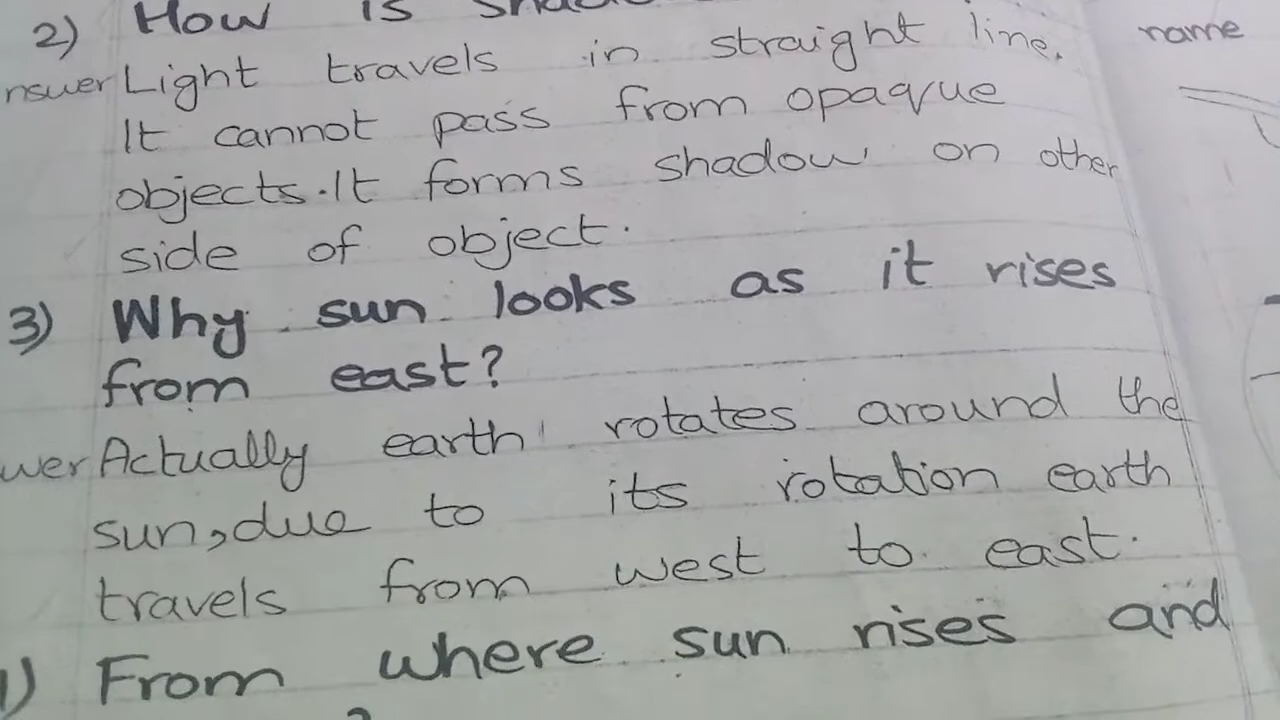 2) How is
nswer Light travels in straight line.
It cannot pass from opaque
objects. It forms shadow on other
side of object.
3) Why sun looks as it rises
from east?
wer Actually earth rotates around the
sun, due to its rotation earth
travels from west to east.
1) From where sun rises and
name